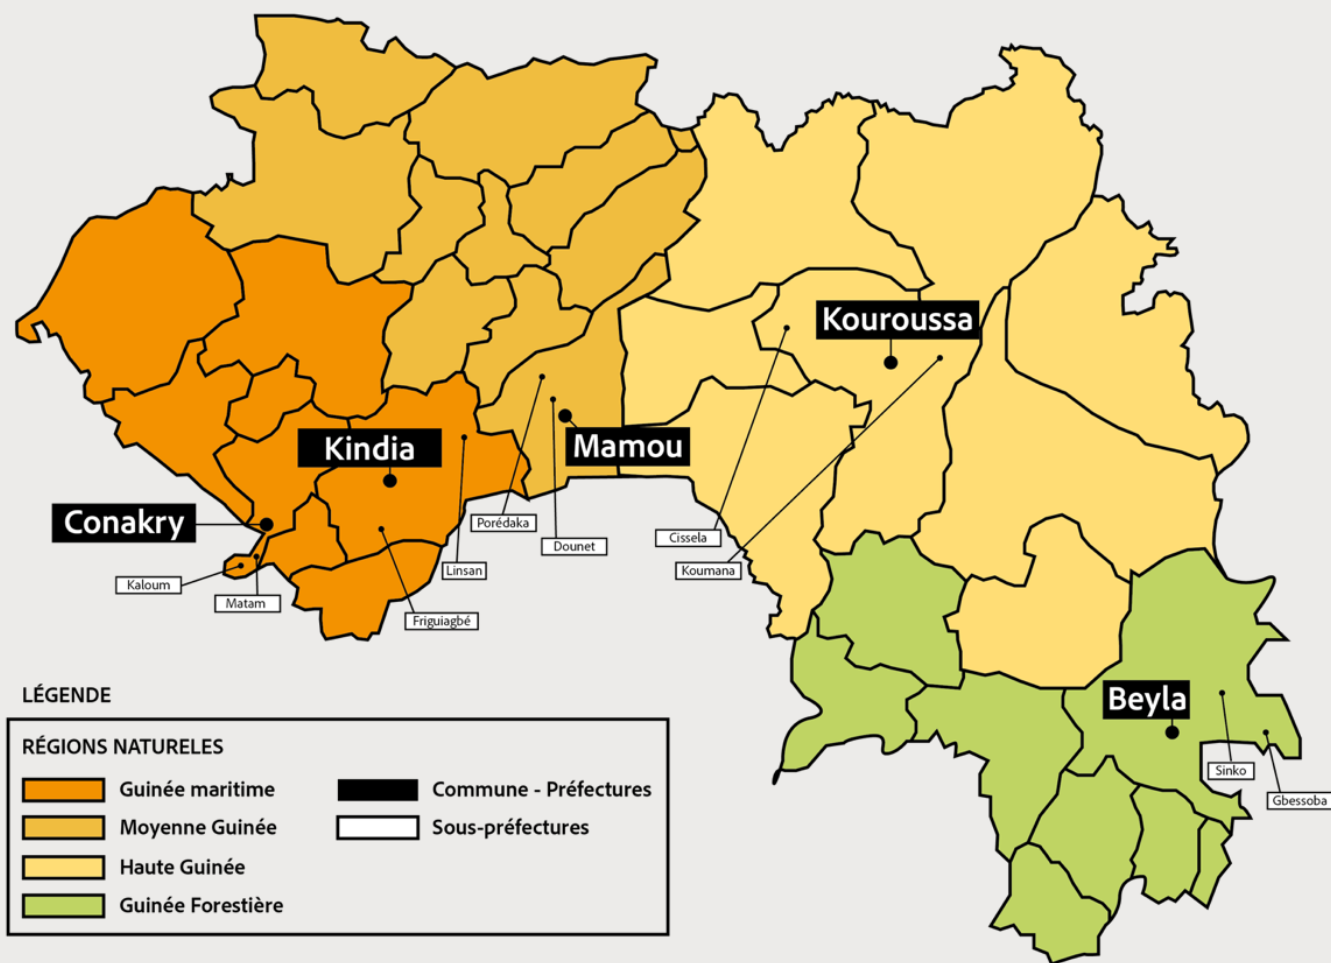 Kouroussa
Kindia
Mamou
Conakry
Porédaka
Dounet
Cissela
Koumana
Linsan
Kaloum
Matam
Friguiagbé
Beyla
Sinko
Gbessoba
LÉGENDE
RÉGIONS NATURELES
Guinée maritime
Moyenne Guinée
Haute Guinée
Guinée Forestière
Commune - Préfectures
Sous-préfectures